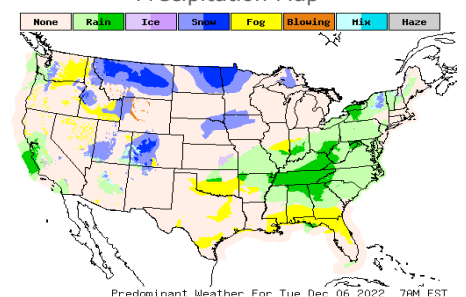 Precipitation Map
None Rain Ice Snow Fog Blowing Mix Haze
Predominant Weather For Tue Dec 06 2022 7AM EST